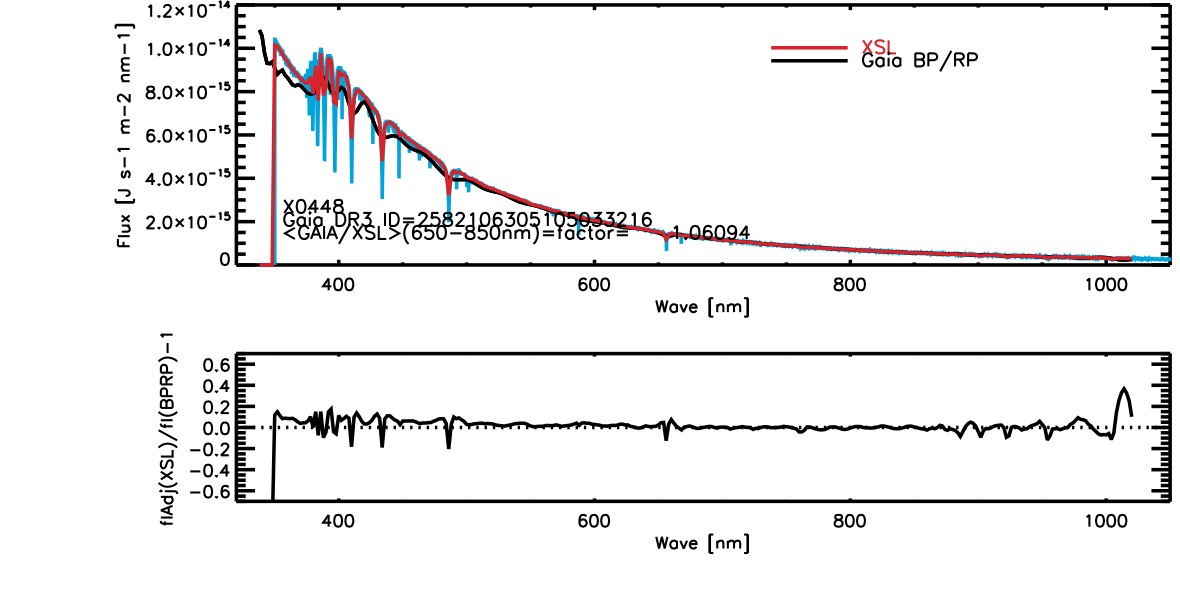 1.2×10⁻¹⁴
1.0×10⁻¹⁴
8.0×10⁻¹⁵
6.0×10⁻¹⁵
4.0×10⁻¹⁵
2.0×10⁻¹⁵
0
Flux [J s−1 m−2 nm−1]
XSL
Gaia BP/RP
X0448
Gaia DR3 ID=2582106305105033216
<GAIA/XSL>(650−850nm)=factor= 1.06094
400 600 800 1000
Wave [nm]
0.6
0.4
0.2
0.0
−0.2
−0.4
−0.6
flAdj(XSL)/fl(BPRP)−1
400 600 800 1000
Wave [nm]